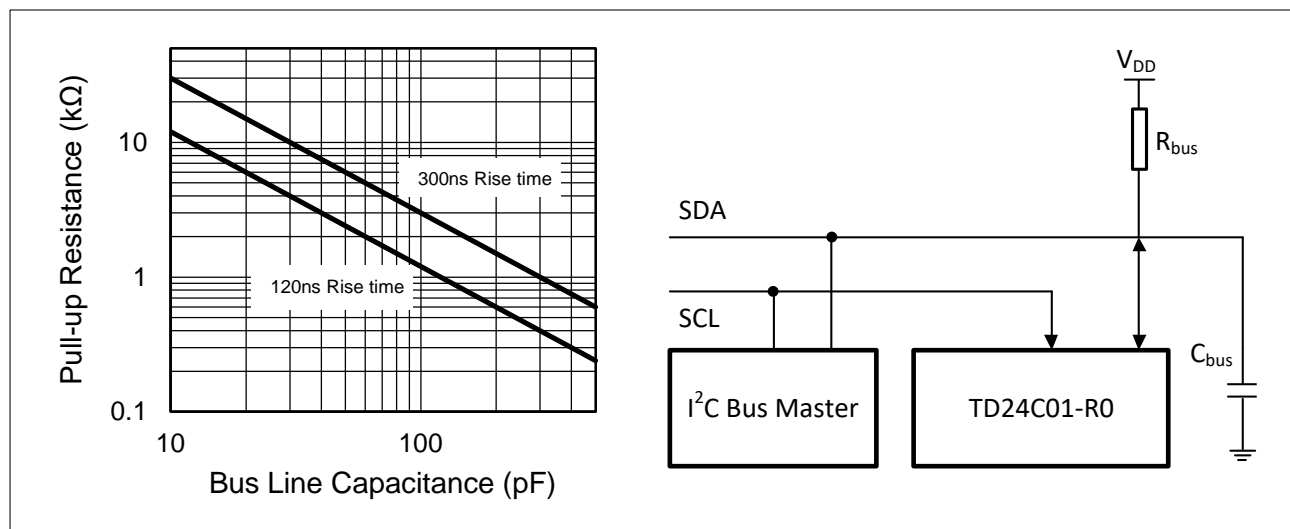 Pull-up Resistance (kΩ)
10
1
0.1
300ns Rise time
120ns Rise time
10
100
Bus Line Capacitance (pF)
VDD
Rbus
SDA
SCL
Cbus
I²C Bus Master
TD24C01-R0